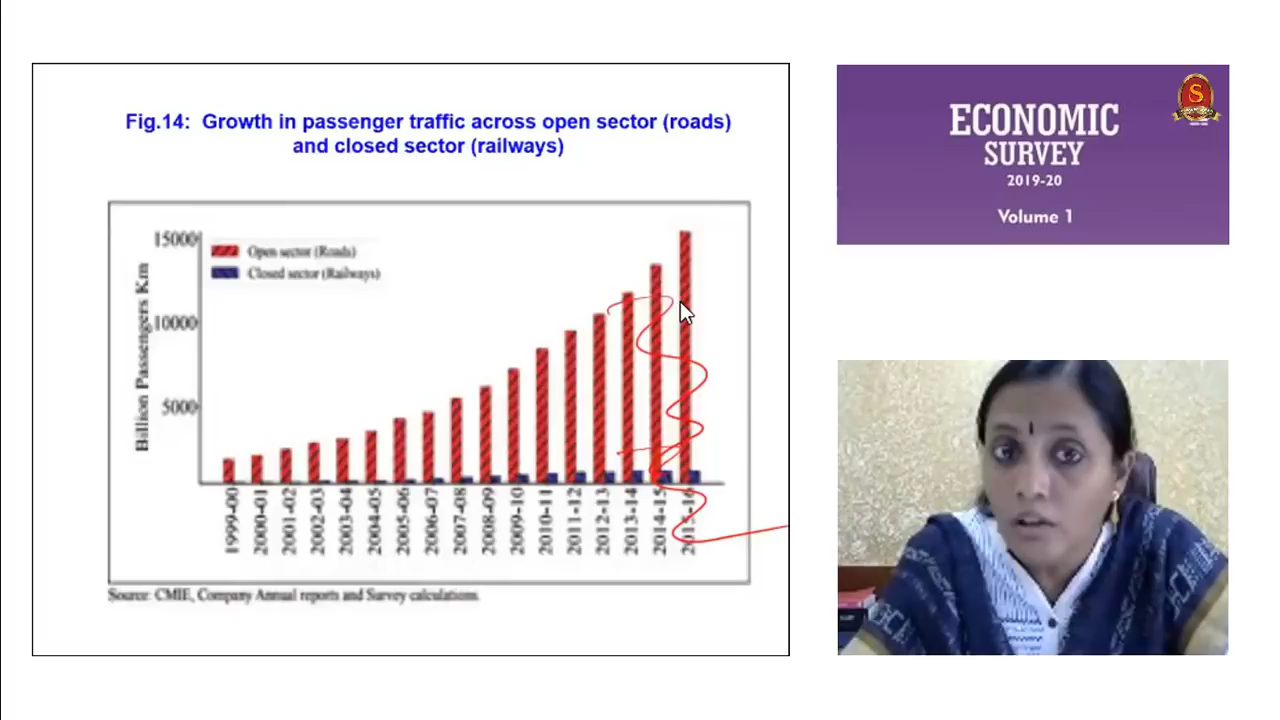 Fig.14: Growth in passenger traffic across open sector (roads)
and closed sector (railways)
Billion Passengers Km
15000
10000
5000
Open sector (Roads)
Closed sector (Railways)
1999-00
2000-01
2001-02
2002-03
2003-04
2004-05
2005-06
2006-07
2007-08
2008-09
2009-10
2010-11
2011-12
2012-13
2013-14
2014-15
2015-16
Source: CMIE, Company Annual reports and Survey calculations.
ECONOMIC
SURVEY
2019-20
Volume 1
S